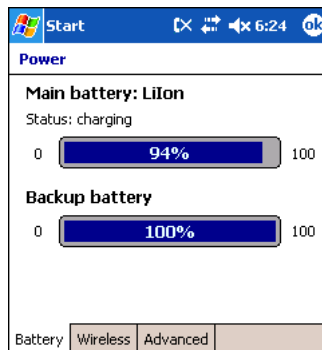 Start 6:24 ok
Power
Main battery: LiIon
Status: charging
0 94% 100
Backup battery
0 100% 100
Battery Wireless Advanced